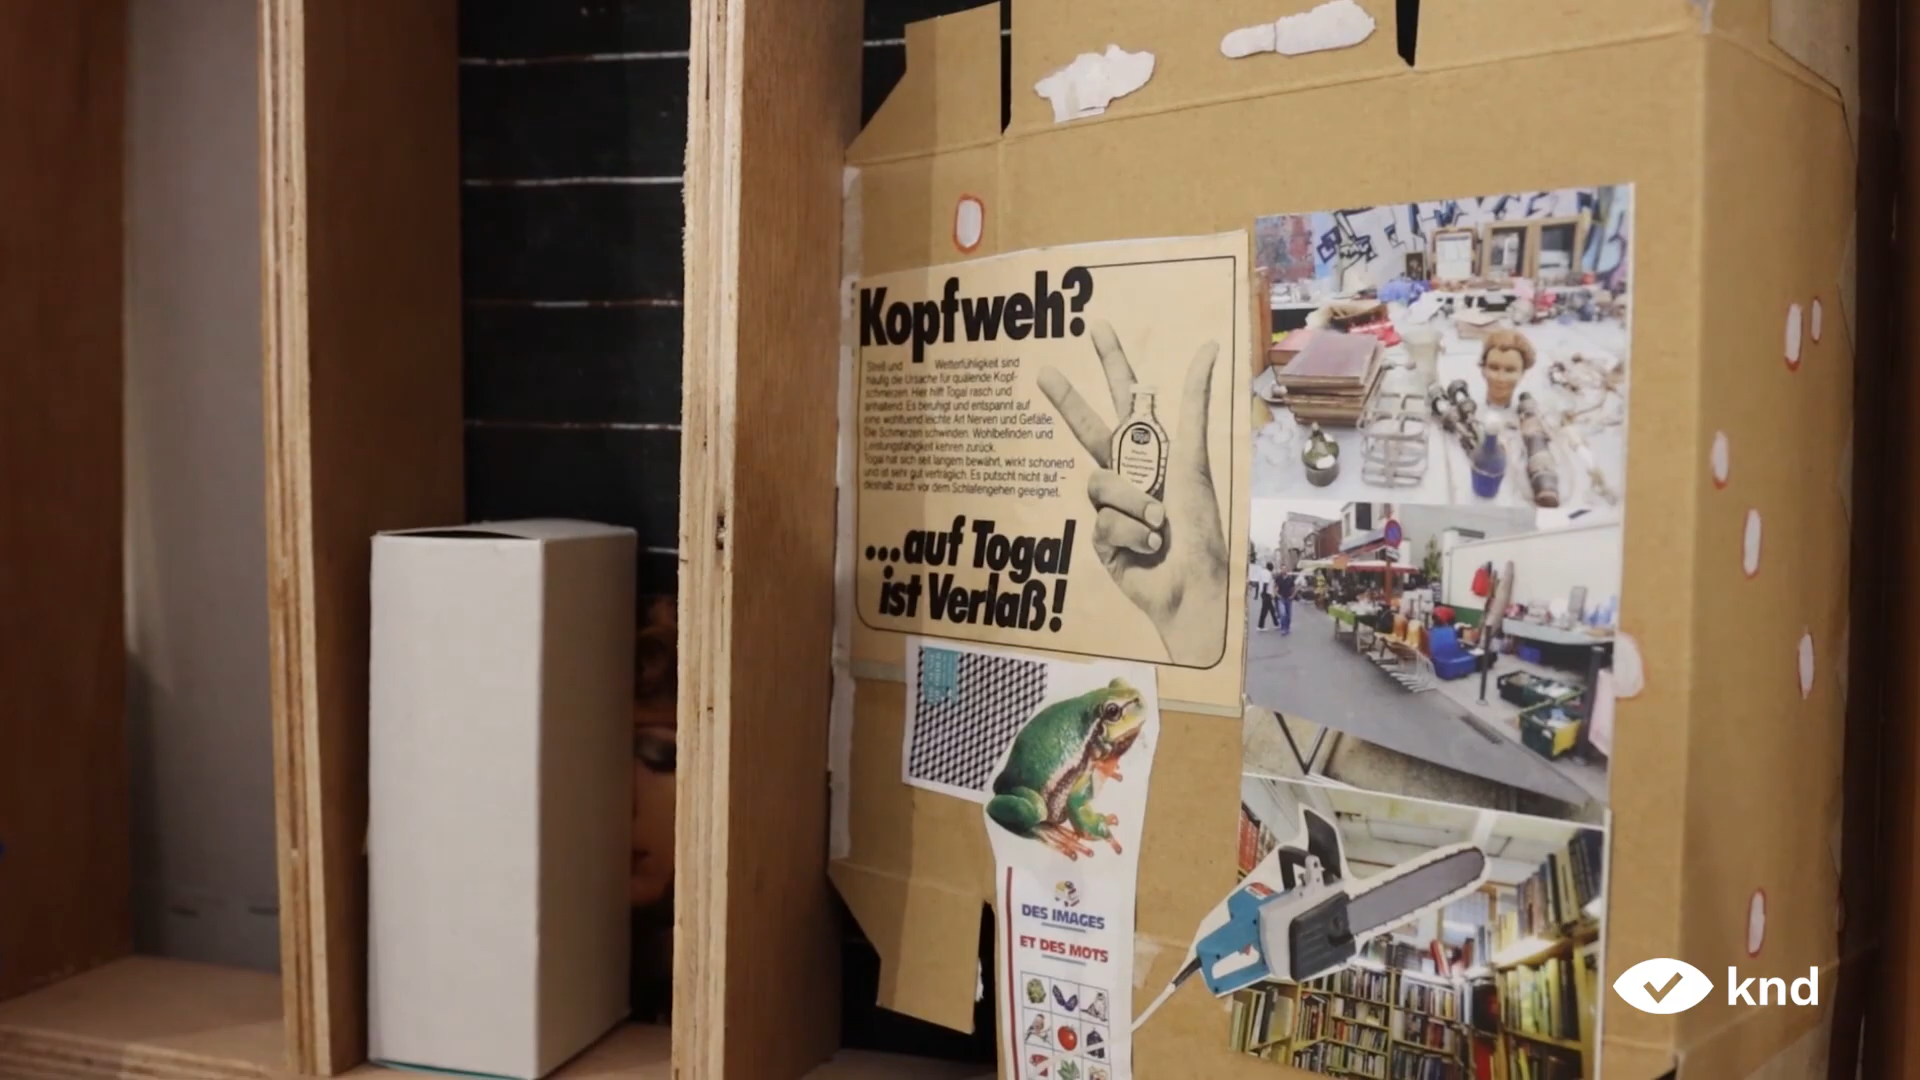 Kopfweh?
Streß und Wetterfühligkeit sind
häufig die Ursache für quälende Kopf-
schmerzen. Hier hilft Togal rasch und
anhaltend. Es beruhigt und entspannt auf
eine wohltuend leichte Art Nerven und Gefäße.
Die Schmerzen schwinden. Wohlbefinden und
Leistungsfähigkeit kehren zurück.
Togal hat sich seit langem bewährt, wirkt schonend
und ist sehr gut verträglich. Es putscht nicht auf –
deshalb auch vor dem Schlafengehen geeignet.
Togal
...auf Togal
ist Verlaß!
DES IMAGES
ET DES MOTS
knd